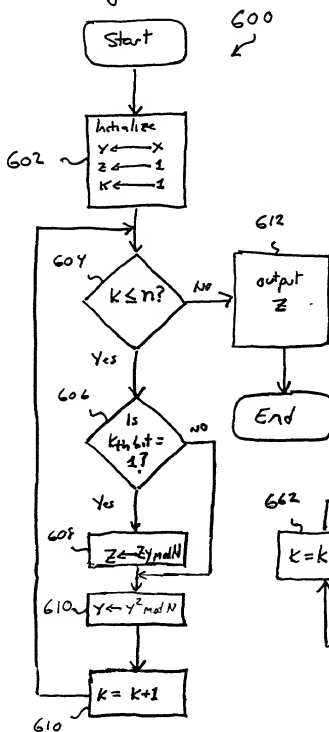 600
Start
Initialize
Y ← X
Z ← 1
K ← 1
602
604
k ≤ n?
No
612
output
Z
Yes
606
Is
kth bit =
1?
NO
End
Yes
608
Z ← Zy mod N
662
K = k
610
Y ← y² mod N
K = K+1
610